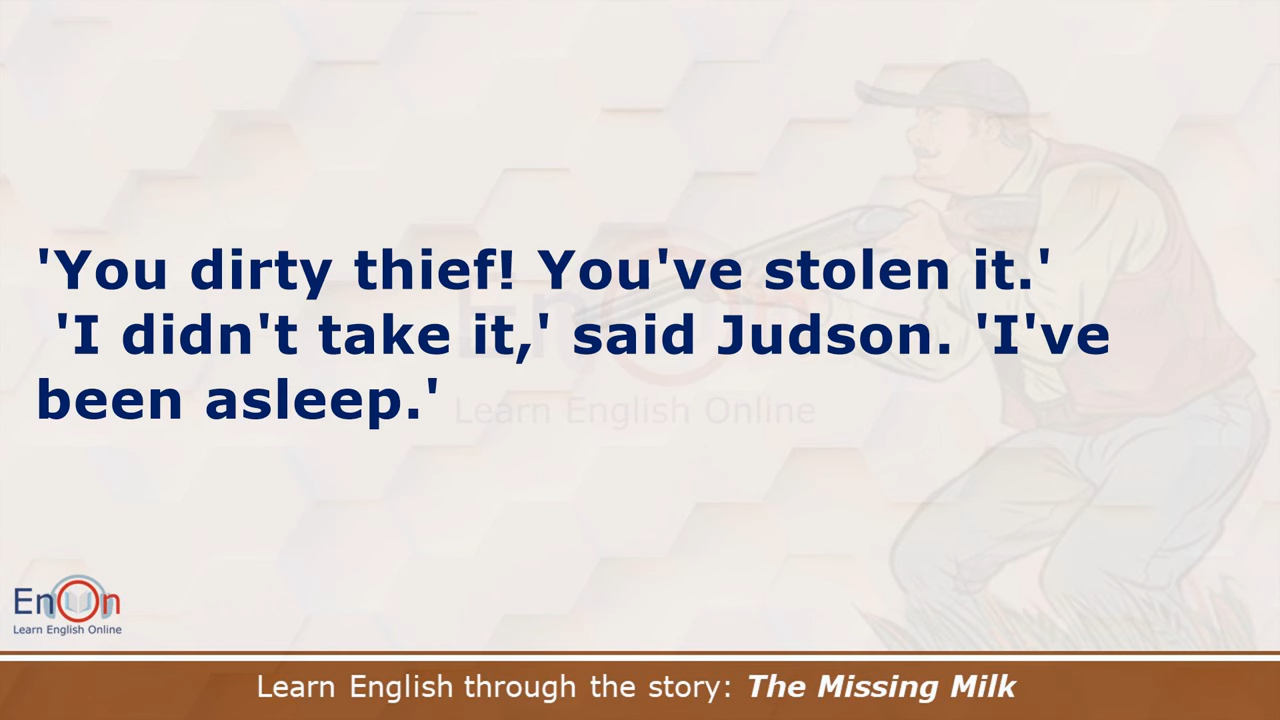 'You dirty thief! You've stolen it.'
'I didn't take it,' said Judson. 'I've
been asleep.'
EnOn
Learn English Online
EnOn
Learn English Online
Learn English through the story: The Missing Milk